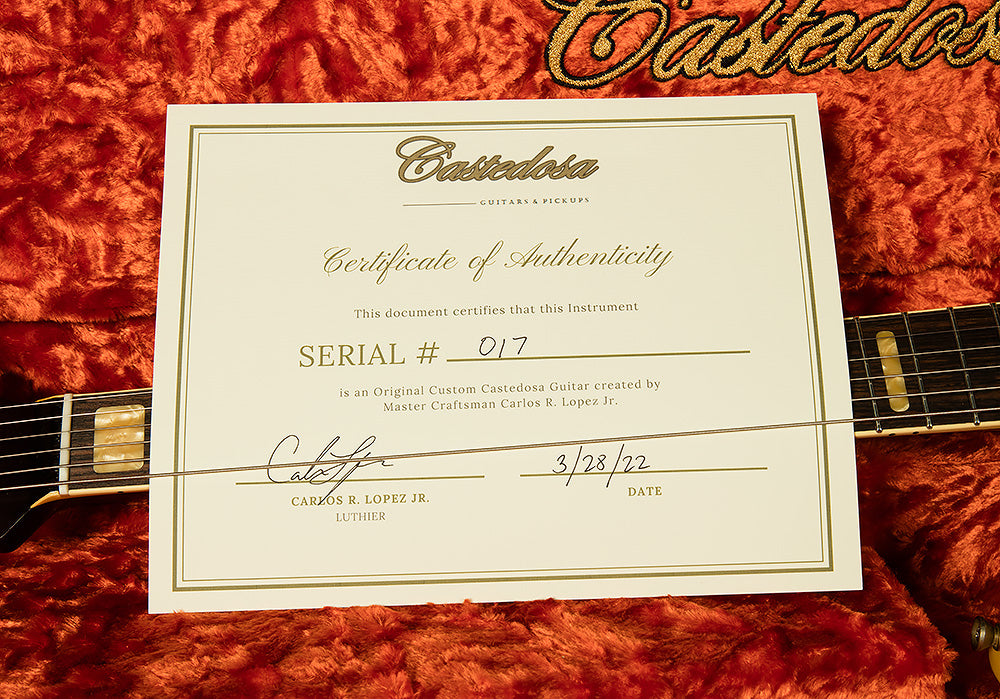 Castedosa
Castedosa
GUITARS & PICKUPS
Certificate of Authenticity
This document certifies that this Instrument
SERIAL # 017
is an Original Custom Castedosa Guitar created by
Master Craftsman Carlos R. Lopez Jr.
3/28/22
CARLOS R. LOPEZ JR. DATE
LUTHIER